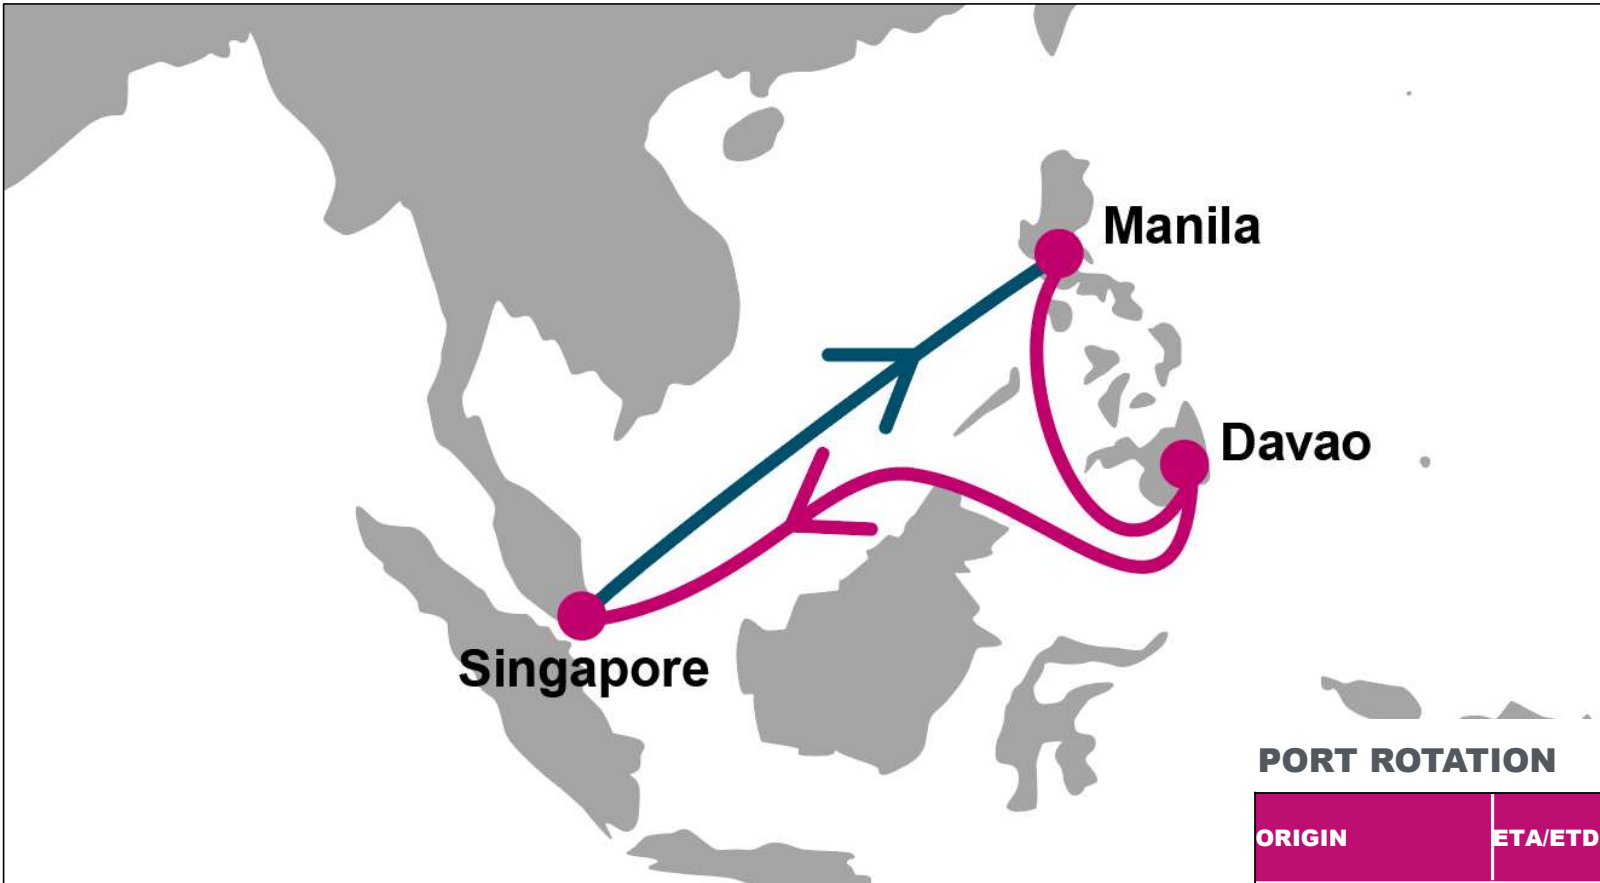 Manila
Davao
Singapore
PORT ROTATION
ORIGIN ETA/ETD